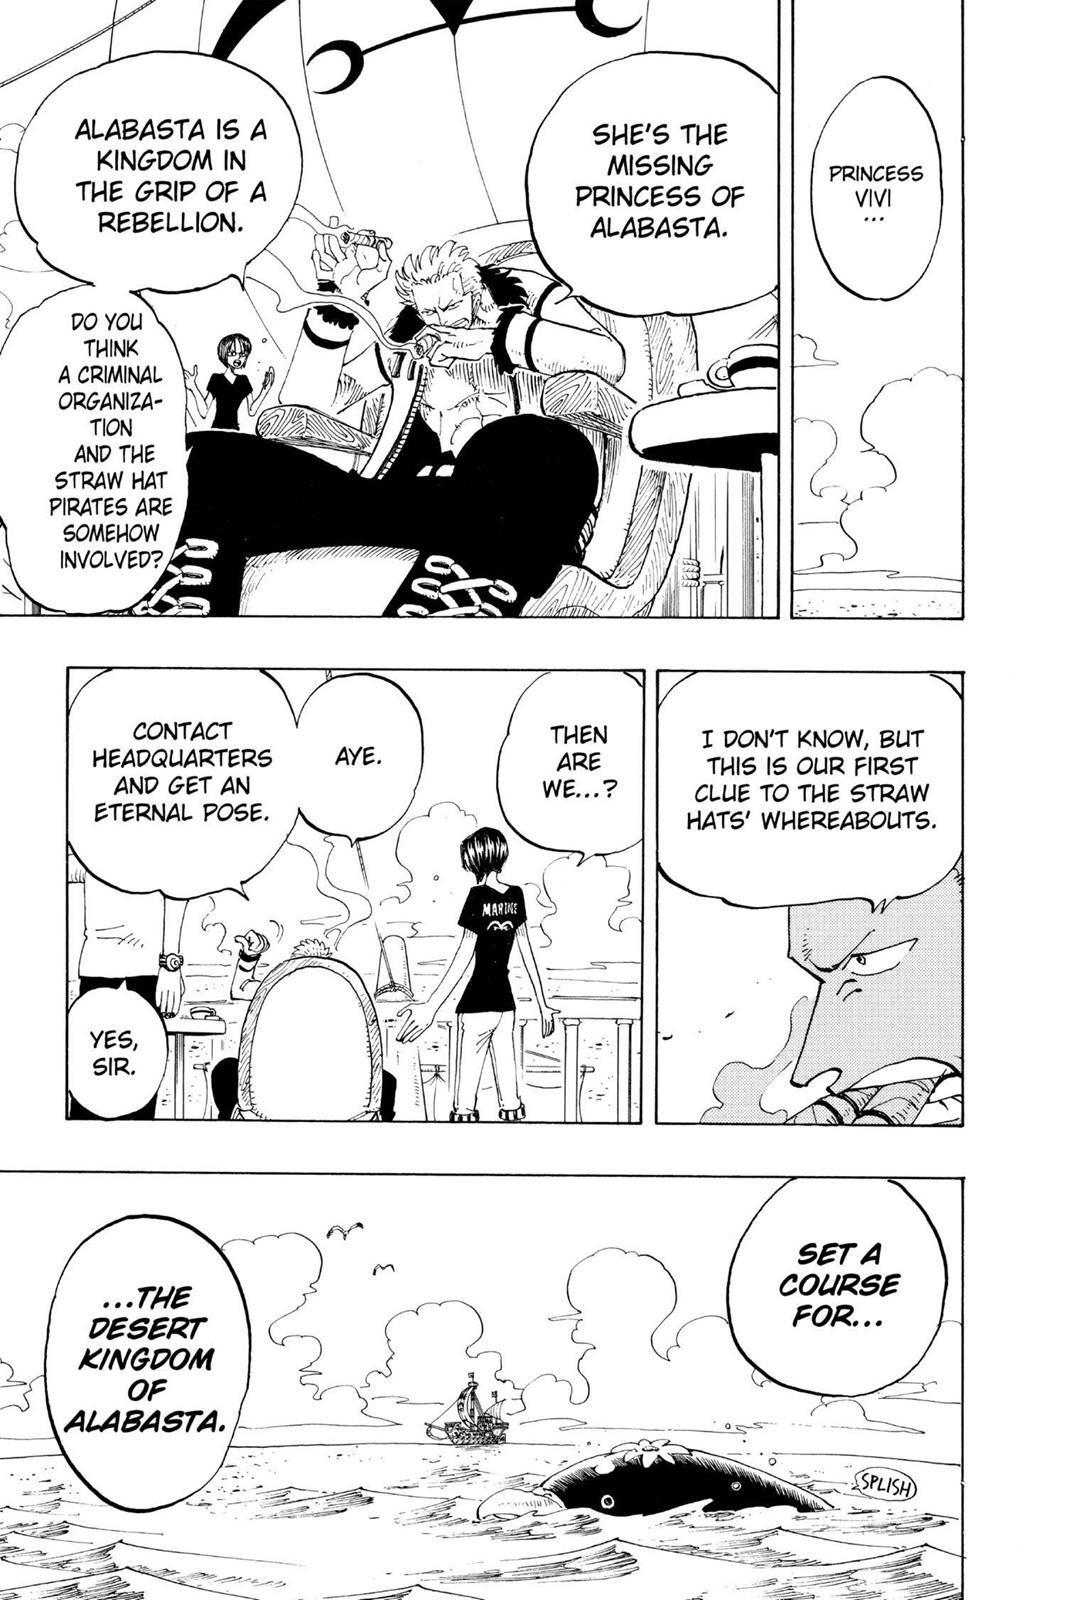 PRINCESS
VIVI
...
SHE'S THE
MISSING
PRINCESS OF
ALABASTA.
ALABASTA IS A
KINGDOM IN
THE GRIP OF A
REBELLION.
DO YOU
THINK
A CRIMINAL
ORGANIZA-
TION
AND THE
STRAW HAT
PIRATES ARE
SOMEHOW
INVOLVED?
I DON'T KNOW, BUT
THIS IS OUR FIRST
CLUE TO THE STRAW
HATS' WHEREABOUTS.
THEN
ARE
WE...?
AYE.
CONTACT
HEADQUARTERS
AND GET AN
ETERNAL POSE.
MARINE
YES,
SIR.
SET A
COURSE
FOR...
...THE
DESERT
KINGDOM
OF
ALABASTA.
SPLISH